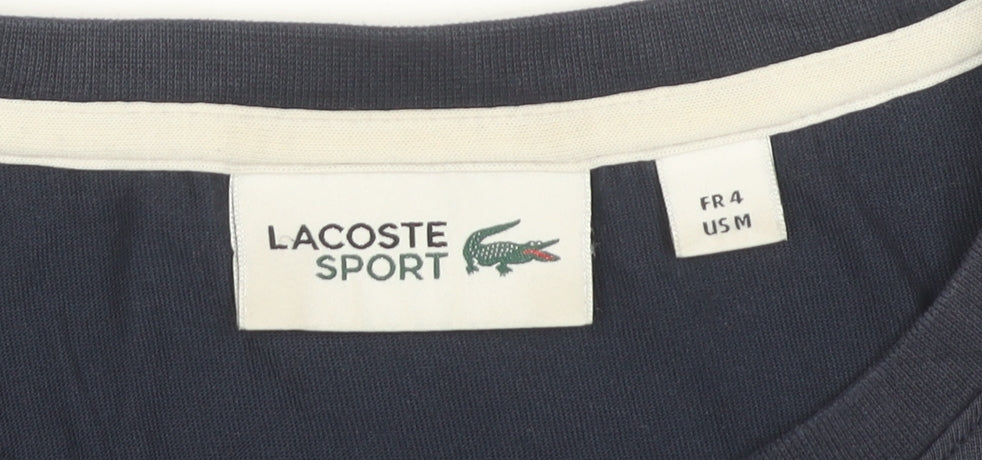 LACOSTE
SPORT
FR 4
US M